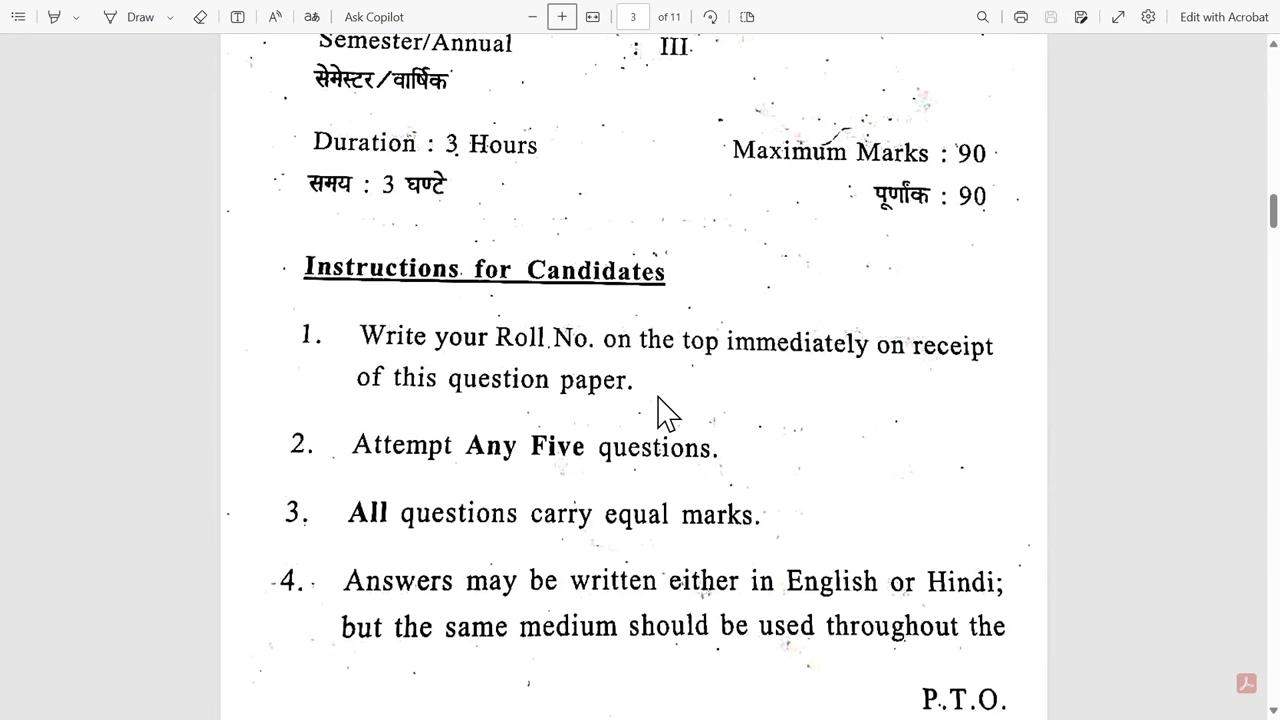 Draw
Ask Copilot
3 of 11
Edit with Acrobat
Semester/Annual : III
सेमेस्टर/वार्षिक
Duration : 3 Hours
Maximum Marks : 90
समय : 3 घण्टे
पूर्णांक : 90
Instructions for Candidates
1. Write your Roll No. on the top immediately on receipt
of this question paper.
2. Attempt Any Five questions.
3. All questions carry equal marks.
4. Answers may be written either in English or Hindi;
but the same medium should be used throughout the
P.T.O.